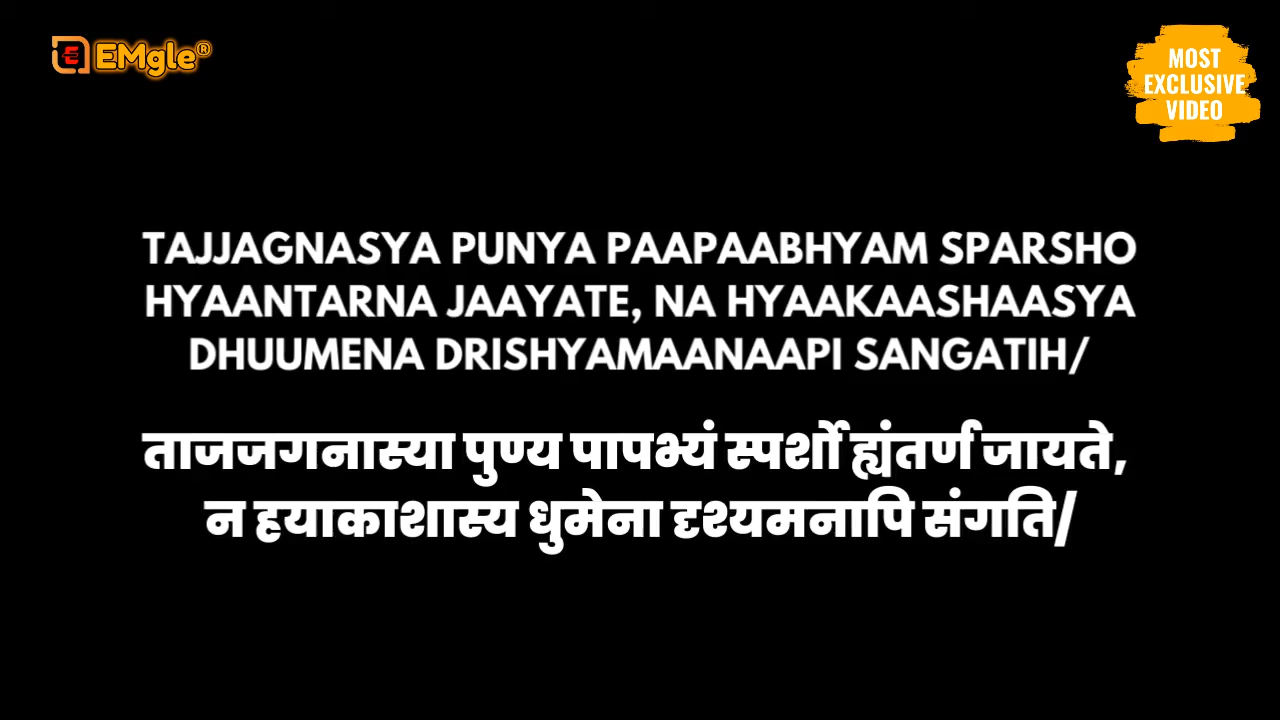 EMgle®
MOST
EXCLUSIVE
VIDEO
TAJJAGNASYA PUNYA PAAPAABHYAM SPARSHO
HYAANTARNA JAAYATE, NA HYAAKAASHAASYA
DHUUMENA DRISHYAMAANAAPI SANGATIH/
ताजजगनास्या पुण्य पापभ्यं स्पर्शो ह्यंतर्ण जायते,
न हयाकाशास्य धुमेना दृश्यमनापि संगति/